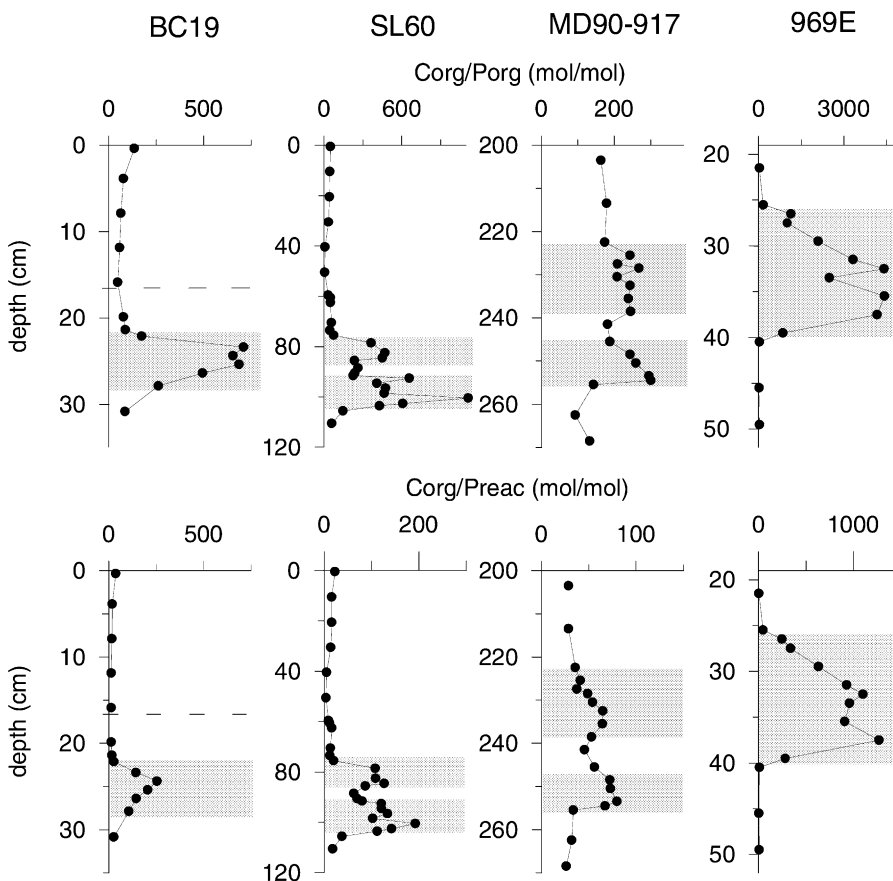 BC19 SL60 MD90-917 969E
Corg/Porg (mol/mol)
0 500 0 600 0 200 0 3000
0 0 200 20
10 40 220 30
20 80 240 40
30 120 260 50
depth (cm)
Corg/Preac (mol/mol)
0 500 0 200 0 100 0 1000
0 0 200 20
10 40 220 30
20 80 240 40
30 120 260 50
depth (cm)